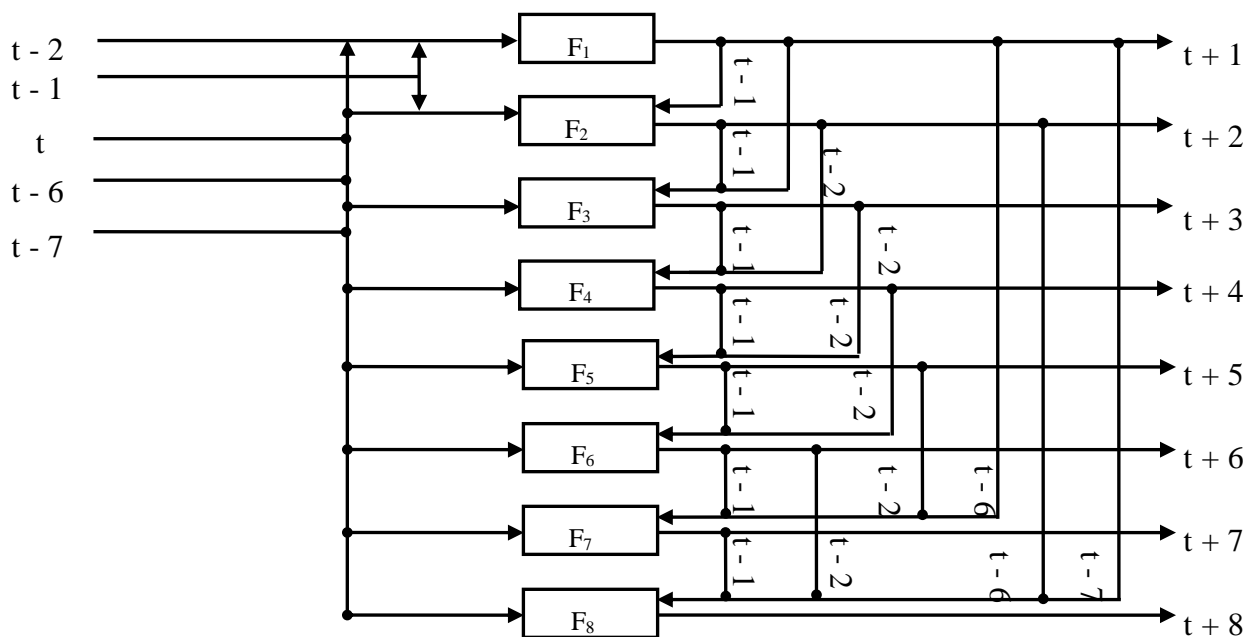 t - 2
t - 1
t
t - 6
t - 7
F₁
F₂
F₃
F₄
F₅
F₆
F₇
F₈
t - 1
t - 1
t - 2
t - 1
t - 2
t - 1
t - 2
t - 1
t - 2
t - 1
t - 2
t - 6
t - 1
t - 2
t - 6
t - 7
t + 1
t + 2
t + 3
t + 4
t + 5
t + 6
t + 7
t + 8